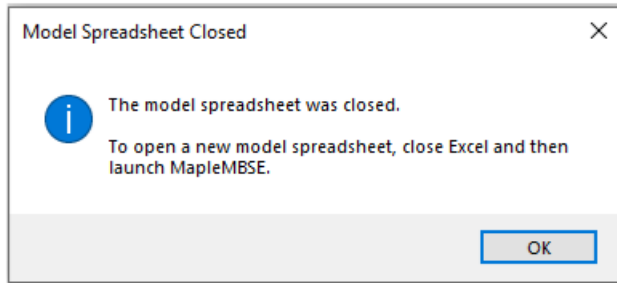 Model Spreadsheet Closed
The model spreadsheet was closed.
To open a new model spreadsheet, close Excel and then
launch MapleMBSE.
OK